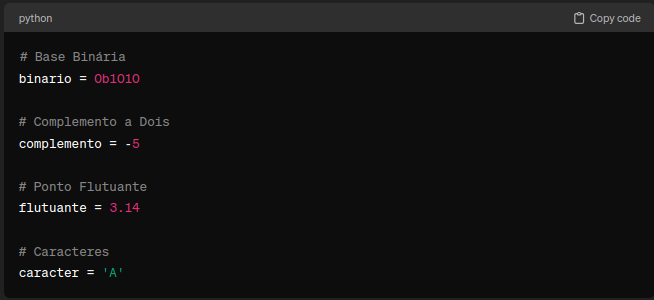 python
Copy code
# Base Binária
binario = 0b1010
# Complemento a Dois
complemento = -5
# Ponto Flutuante
flutuante = 3.14
# Caracteres
caracter = 'A'